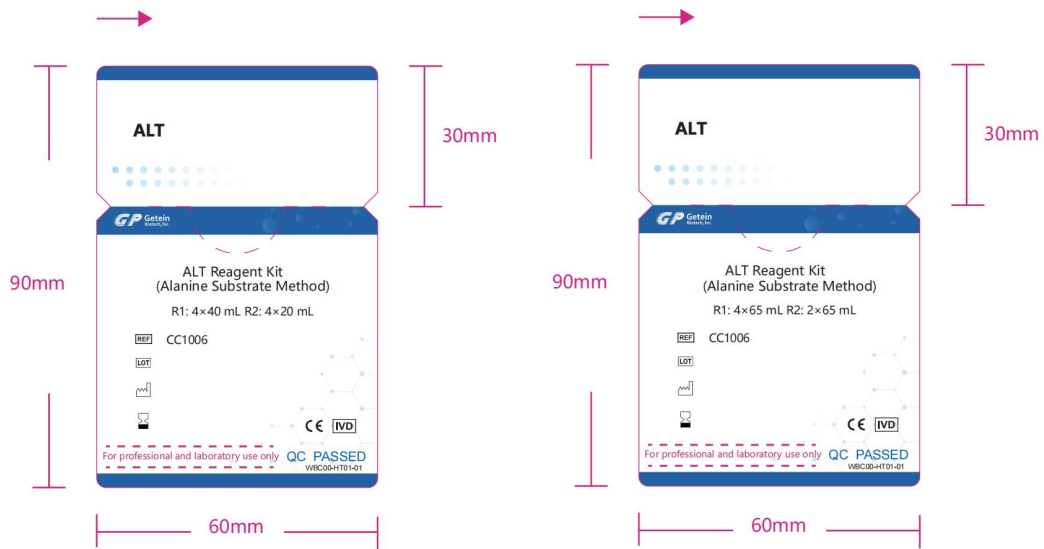 ALT
30mm
GP Getein
Biotech, Inc.
90mm
ALT Reagent Kit
(Alanine Substrate Method)
R1: 4×40 mL R2: 4×20 mL
REF CC1006
LOT
CE IVD
For professional and laboratory use only QC PASSED
WBC00-HT01-01
60mm
ALT
30mm
GP Getein
Biotech, Inc.
90mm
ALT Reagent Kit
(Alanine Substrate Method)
R1: 4×65 mL R2: 2×65 mL
REF CC1006
LOT
CE IVD
For professional and laboratory use only QC PASSED
WBC00-HT01-01
60mm